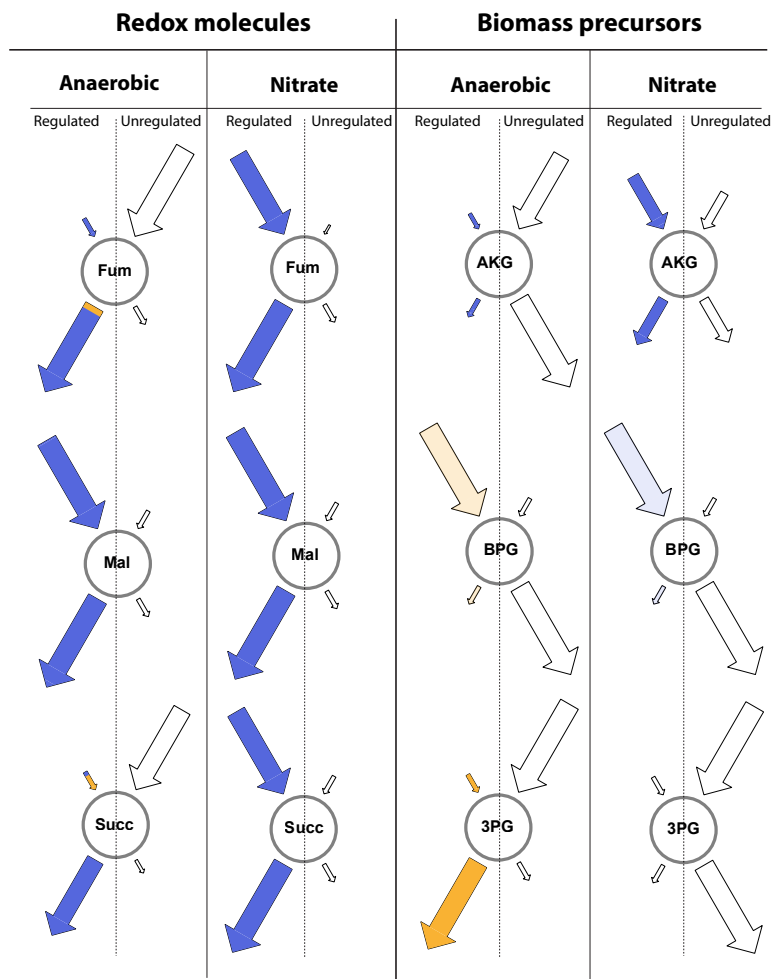 Redox molecules Biomass precursors
Anaerobic Nitrate Anaerobic Nitrate
Regulated Unregulated Regulated Unregulated Regulated Unregulated Regulated Unregulated
Fum Fum AKG AKG
Mal Mal BPG BPG
Succ Succ 3PG 3PG